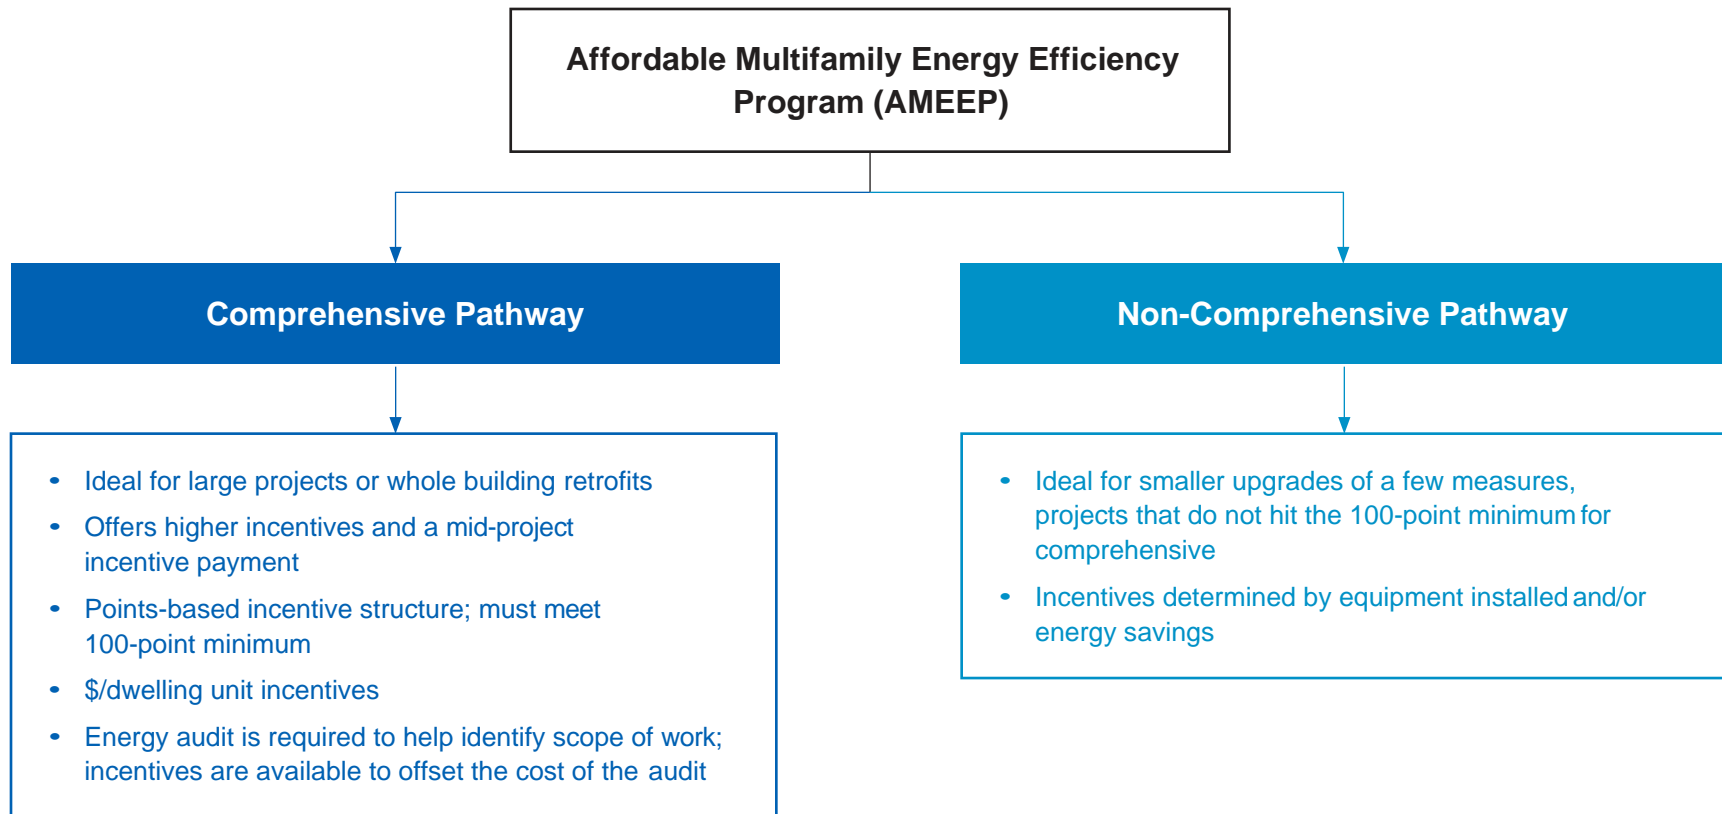 Affordable Multifamily Energy Efficiency
Program (AMEEP)
Comprehensive Pathway
• Ideal for large projects or whole building retrofits
• Offers higher incentives and a mid-project
incentive payment
• Points-based incentive structure; must meet
100-point minimum
• $/dwelling unit incentives
• Energy audit is required to help identify scope of work;
incentives are available to offset the cost of the audit
Non-Comprehensive Pathway
• Ideal for smaller upgrades of a few measures,
projects that do not hit the 100-point minimum for
comprehensive
• Incentives determined by equipment installed and/or
energy savings